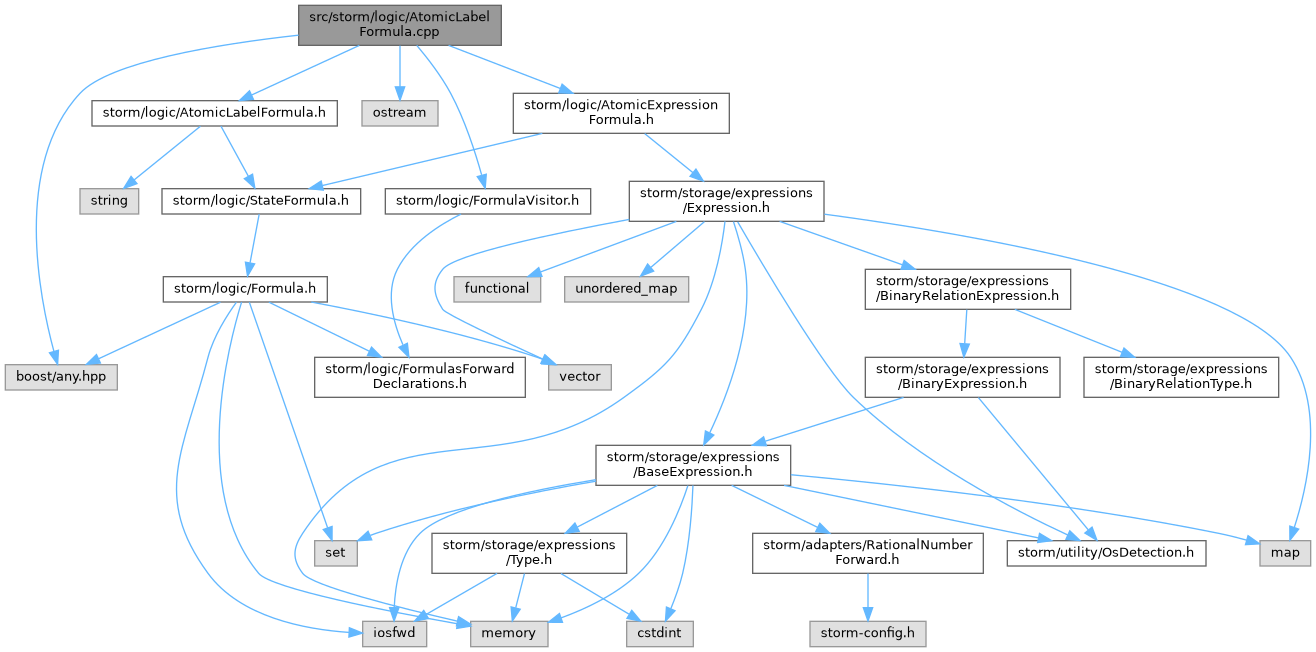 src/storm/logic/AtomicLabel
Formula.cpp
storm/logic/AtomicLabelFormula.h
ostream
storm/logic/AtomicExpression
Formula.h
string
storm/logic/StateFormula.h
storm/logic/FormulaVisitor.h
storm/storage/expressions
/Expression.h
storm/logic/Formula.h
functional
unordered_map
storm/storage/expressions
/BinaryRelationExpression.h
boost/any.hpp
storm/logic/FormulasForward
Declarations.h
vector
storm/storage/expressions
/BinaryExpression.h
storm/storage/expressions
/BinaryRelationType.h
storm/storage/expressions
/BaseExpression.h
set
storm/storage/expressions
/Type.h
storm/adapters/RationalNumber
Forward.h
storm/utility/OsDetection.h
map
iosfwd
memory
cstdint
storm-config.h